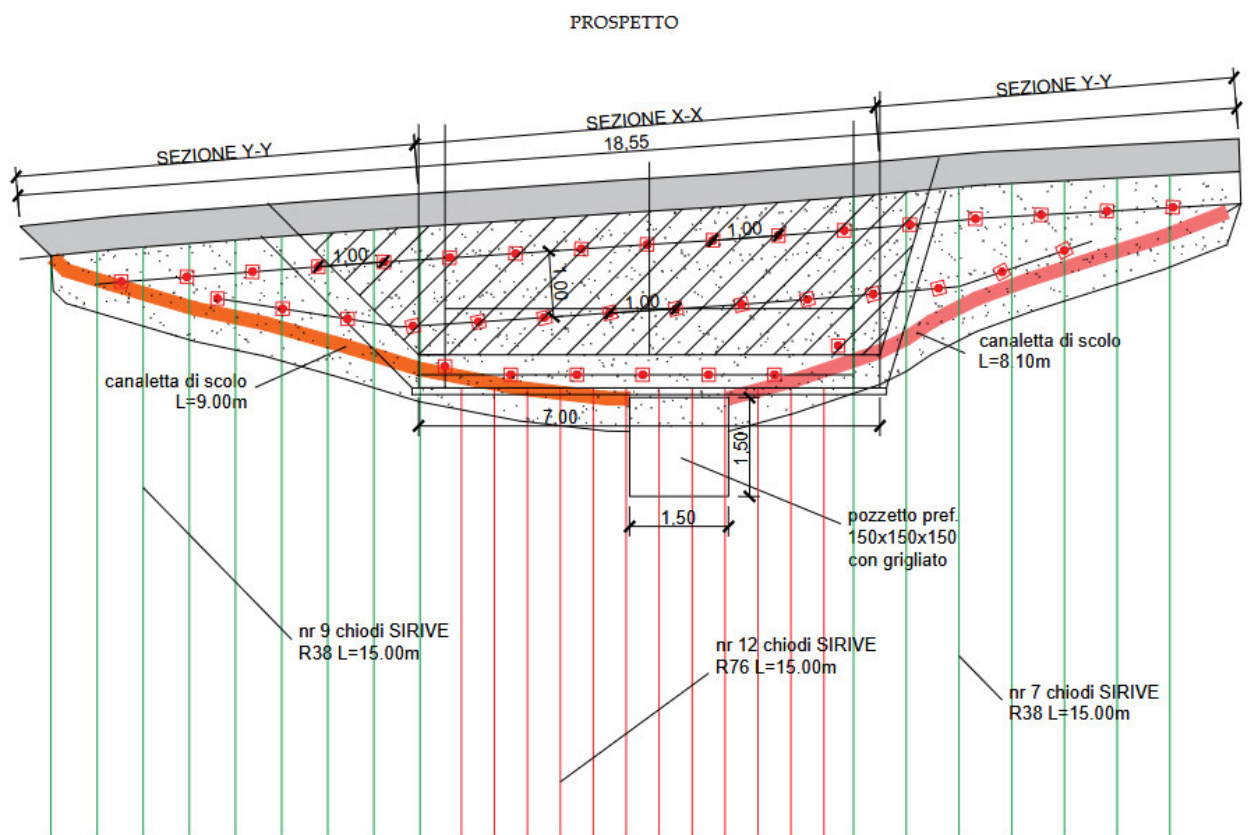 PROSPETTO
SEZIONE Y-Y
SEZIONE X-X
SEZIONE Y-Y
18,55
1,00
1,00
1,00
1,00
canaletta di scolo
L=9.00m
canaletta di scolo
L=8.10m
7,00
1,50
1,50
pozzetto pref.
150x150x150
con grigliato
nr 9 chiodi SIRIVE
R38 L=15.00m
nr 12 chiodi SIRIVE
R76 L=15.00m
nr 7 chiodi SIRIVE
R38 L=15.00m